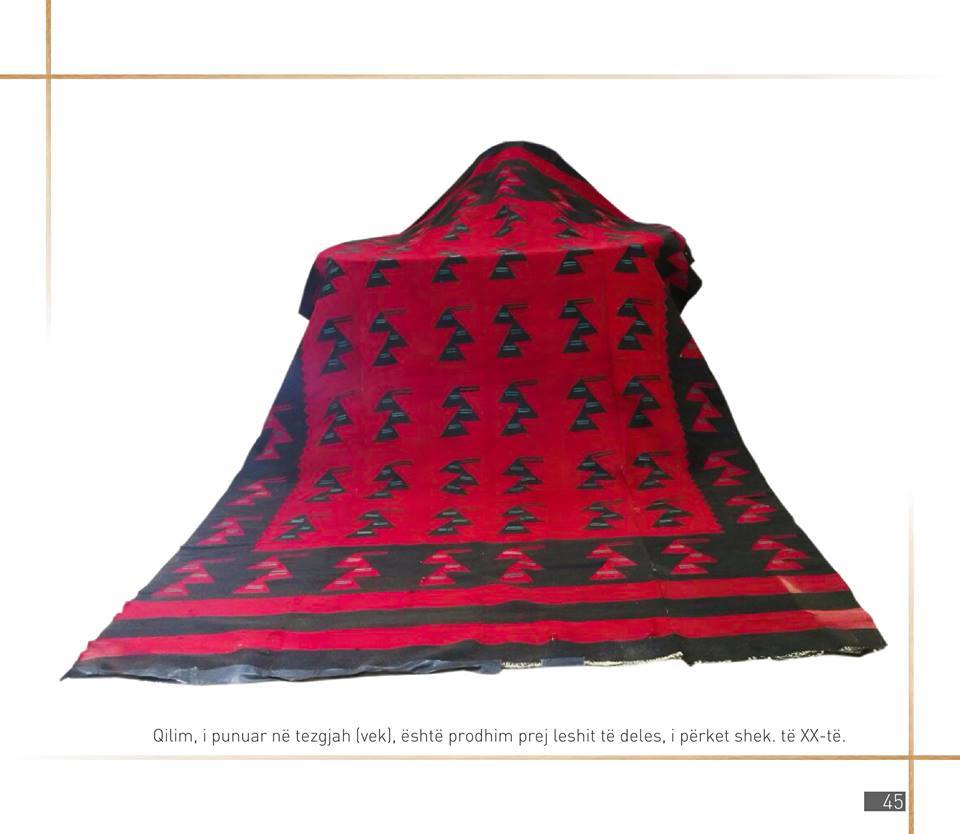 Qilim, i punuar në tezgjah (vek), është prodhim prej leshit të deles, i përket shek. të XX-të.
45